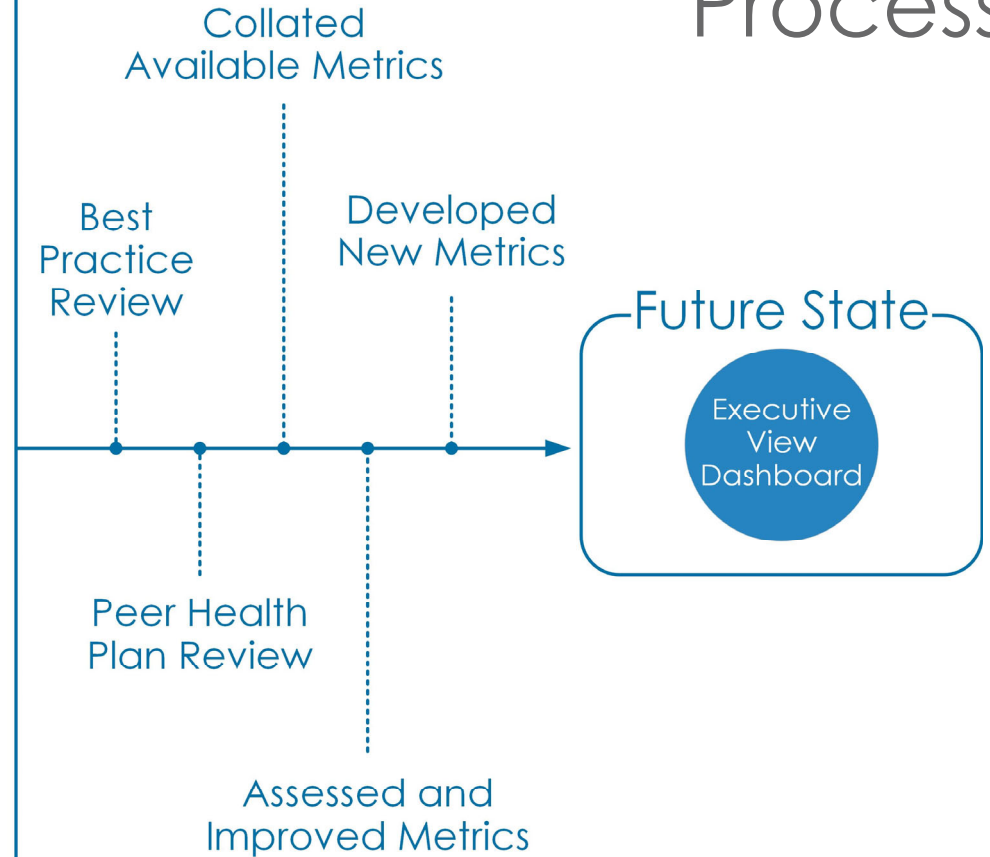 Process
Collated
Available Metrics
Best
Practice
Review
Developed
New Metrics
Future State
Executive
View
Dashboard
Peer Health
Plan Review
Assessed and
Improved Metrics